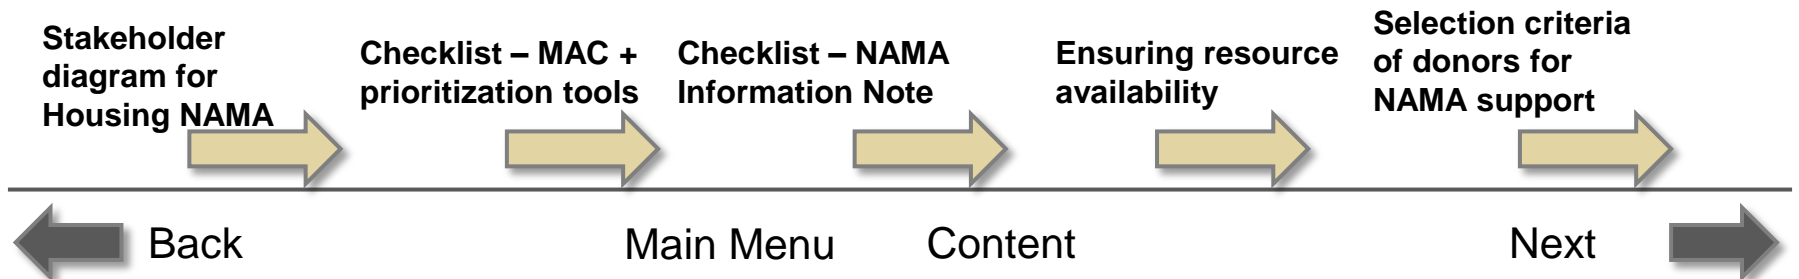 Stakeholder
diagram for
Housing NAMA
Checklist – MAC +
prioritization tools
Checklist – NAMA
Information Note
Ensuring resource
availability
Selection criteria
of donors for
NAMA support
Back
Main Menu
Content
Next